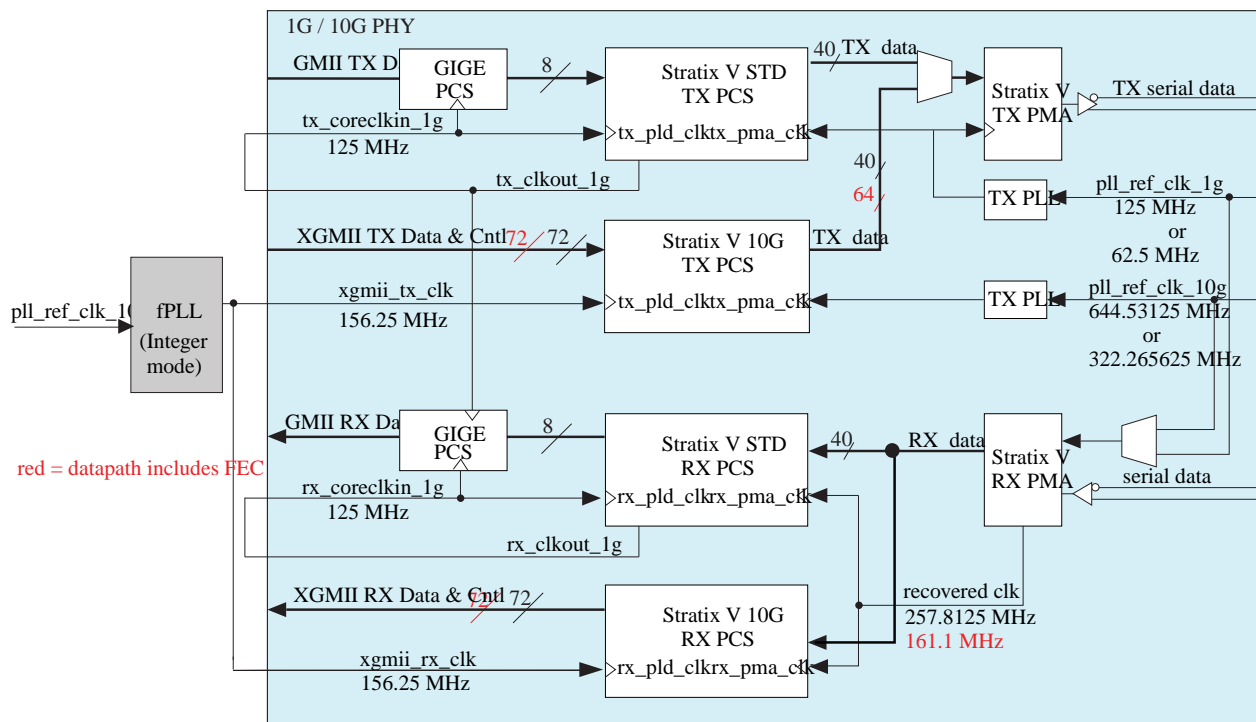 1G / 10G PHY
GMII TX D
GIGE
PCS
8
Stratix V STD
TX PCS
40
TX data
Stratix V
TX PMA
TX serial data
tx_coreclkin_1g
125 MHz
tx_pld_clk
tx_pma_clk
tx_clkout_1g
40
64
TX PLL
pll_ref_clk_1g
125 MHz
or
62.5 MHz
XGMII TX Data & Cntl
72
72
Stratix V 10G
TX PCS
TX data
xgmii_tx_clk
156.25 MHz
tx_pld_clk
tx_pma_clk
TX PLL
pll_ref_clk_10g
644.53125 MHz
or
322.265625 MHz
pll_ref_clk_10
fPLL
(Integer
mode)
GMII RX Da
GIGE
PCS
8
Stratix V STD
RX PCS
40
RX data
Stratix V
RX PMA
serial data
red = datapath includes FEC
rx_coreclkin_1g
125 MHz
rx_pld_clk
rx_pma_clk
rx_clkout_1g
XGMII RX Data & Cntl
72
72
Stratix V 10G
RX PCS
recovered clk
257.8125 MHz
161.1 MHz
xgmii_rx_clk
156.25 MHz
rx_pld_clk
rx_pma_clk